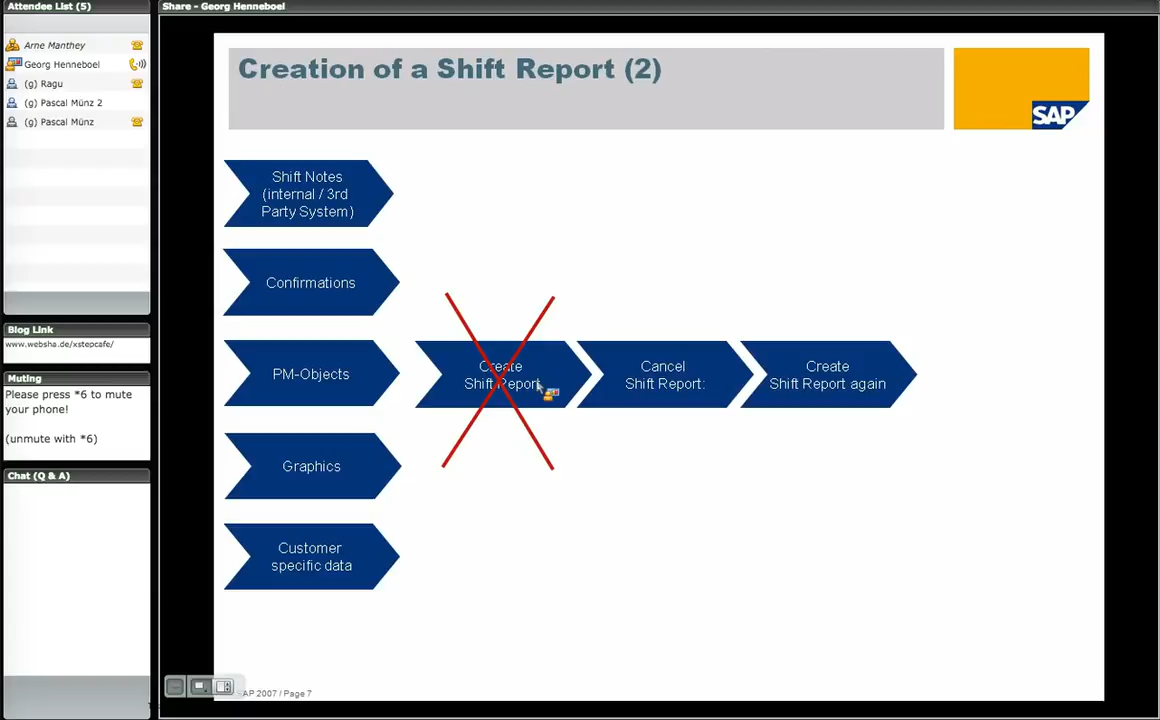 Attendee List (5)
Arne Manthey
Georg Henneboel
(g) Ragu
(g) Pascal Münz 2
(g) Pascal Münz
Blog Link
www.websha.de/xstepcafe/
Muting
Please press *6 to mute
your phone!
(unmute with *6)
Chat (Q & A)
Share - Georg Henneboel
Creation of a Shift Report (2)
SAP
Shift Notes
(internal / 3rd
Party System)
Confirmations
PM-Objects
Graphics
Customer
specific data
Create
Shift Report
Cancel
Shift Report:
Create
Shift Report again
AP 2007 / Page 7